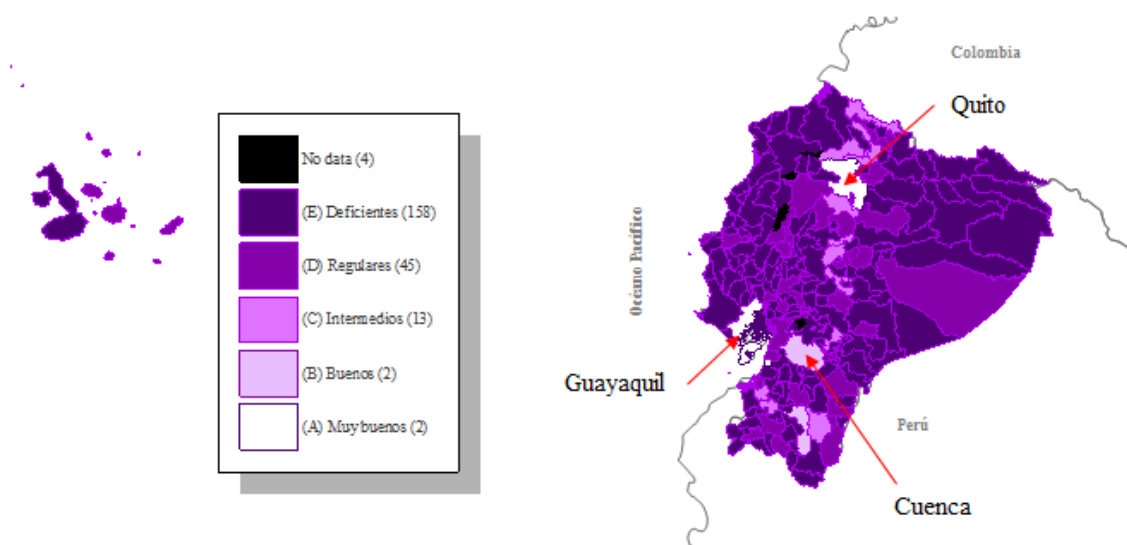 No data (4)
(E) Deficientes (158)
(D) Regulares (45)
(C) Intermedios (13)
(B) Buenos (2)
(A) Muy buenos (2)
Colombia
Quito
Océano Pacífico
Guayaquil
Perú
Cuenca